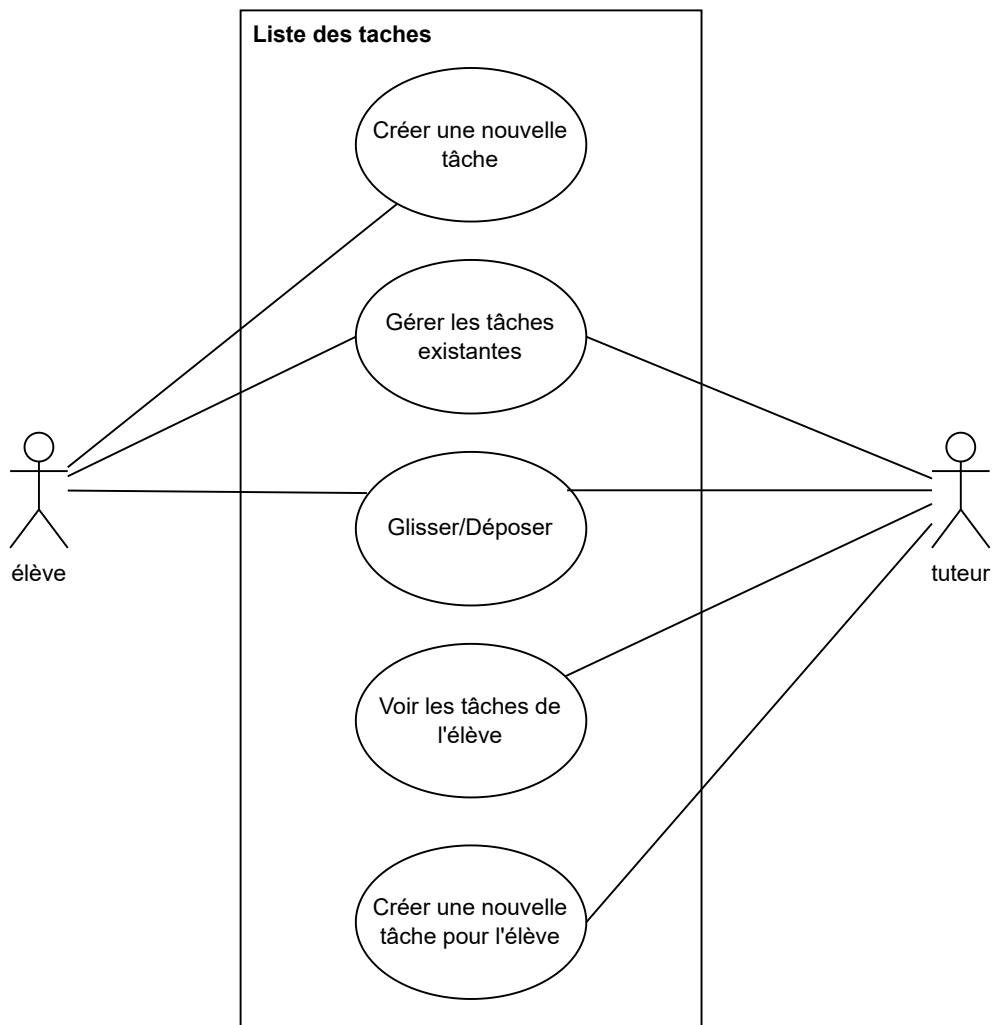 Liste des taches
Créer une nouvelle
tâche
Gérer les tâches
existantes
Glisser/Déposer
élève
tuteur
Voir les tâches de
l'élève
Créer une nouvelle
tâche pour l'élève